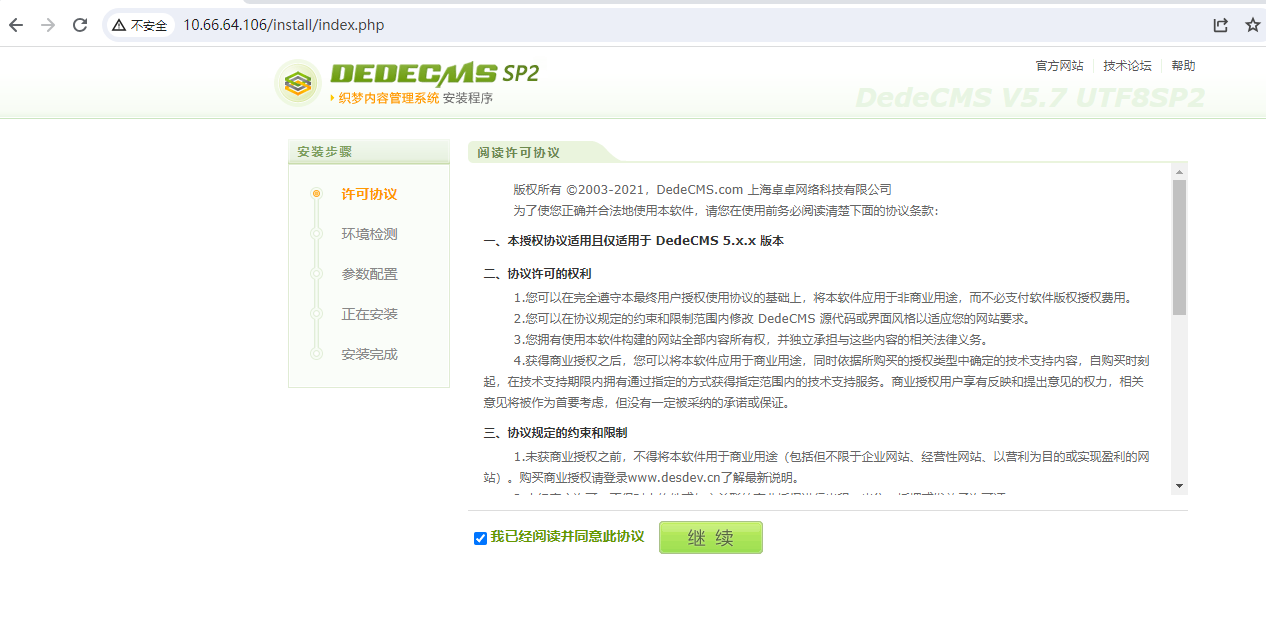 不安全 10.66.64.106/install/index.php
DEDECMS SP2
织梦内容管理系统 安装程序
官方网站 技术论坛 帮助
DedeCMS V5.7 UTF8SP2
安装步骤
许可协议
环境检测
参数配置
正在安装
安装完成
阅读许可协议
版权所有 ©2003-2021，DedeCMS.com 上海卓卓网络科技有限公司
为了使您正确并合法地使用本软件，请您在使用前务必阅读清楚下面的协议条款：
一、本授权协议适用且仅适用于 DedeCMS 5.x.x 版本
二、协议许可的权利
1.您可以在完全遵守本最终用户授权使用协议的基础上，将本软件应用于非商业用途，而不必支付软件版权授权费用。
2.您可以在协议规定的约束和限制范围内修改 DedeCMS 源代码或界面风格以适应您的网站要求。
3.您拥有使用本软件构建的网站全部内容所有权，并独立承担与这些内容的相关法律义务。
4.获得商业授权之后，您可以将本软件应用于商业用途，同时依据所购买的授权类型中确定的技术支持内容，自购买时刻
起，在技术支持期限内拥有通过指定的方式获得指定范围内的技术支持服务。商业授权用户享有反映和提出意见的权力，相关
意见将被作为首要考虑，但没有一定被采纳的承诺或保证。
三、协议规定的约束和限制
1.未获商业授权之前，不得将本软件用于商业用途（包括但不限于企业网站、经营性网站、以营利为目的或实现盈利的网
站）。购买商业授权请登录www.desdev.cn了解最新说明。
我已经阅读并同意此协议
继 续